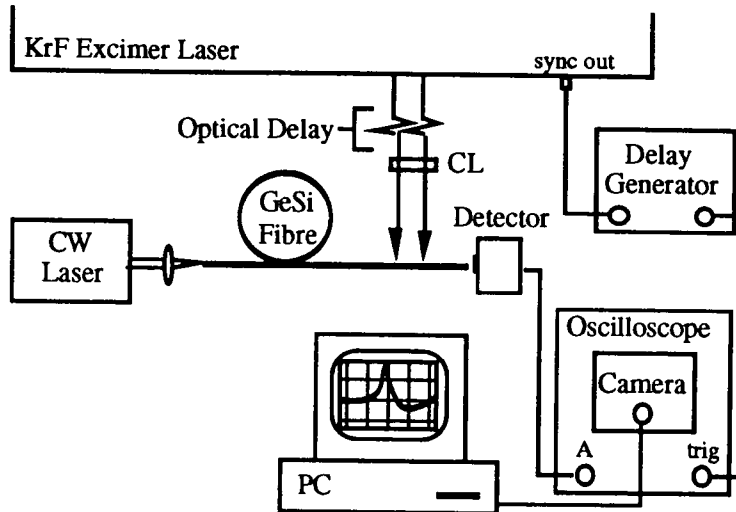 KrF Excimer Laser
sync out
Optical Delay
CL
Delay
Generator
GeSi
Fibre
Detector
CW
Laser
Oscilloscope
Camera
A
trig
PC